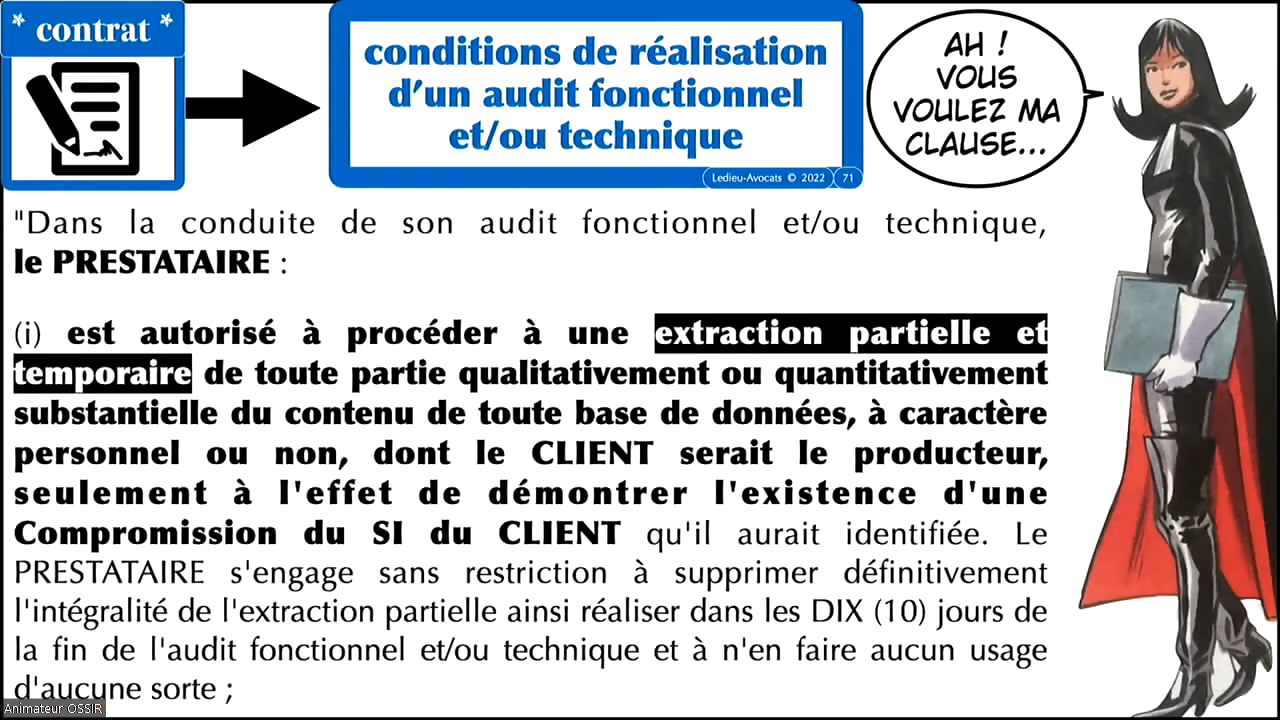 * contrat *
conditions de réalisation
d'un audit fonctionnel
et/ou technique
Ledieu-Avocats © 2022 71
AH !
VOUS
VOULEZ MA
CLAUSE...
"Dans la conduite de son audit fonctionnel et/ou technique,
le PRESTATAIRE :
(i) est autorisé à procéder à une extraction partielle et
temporaire de toute partie qualitativement ou quantitativement
substantielle du contenu de toute base de données, à caractère
personnel ou non, dont le CLIENT serait le producteur,
seulement à l'effet de démontrer l'existence d'une
Compromission du SI du CLIENT qu'il aurait identifiée. Le
PRESTATAIRE s'engage sans restriction à supprimer définitivement
l'intégralité de l'extraction partielle ainsi réaliser dans les DIX (10) jours de
la fin de l'audit fonctionnel et/ou technique et à n'en faire aucun usage
d'aucune sorte ;
Animateur OSSIR